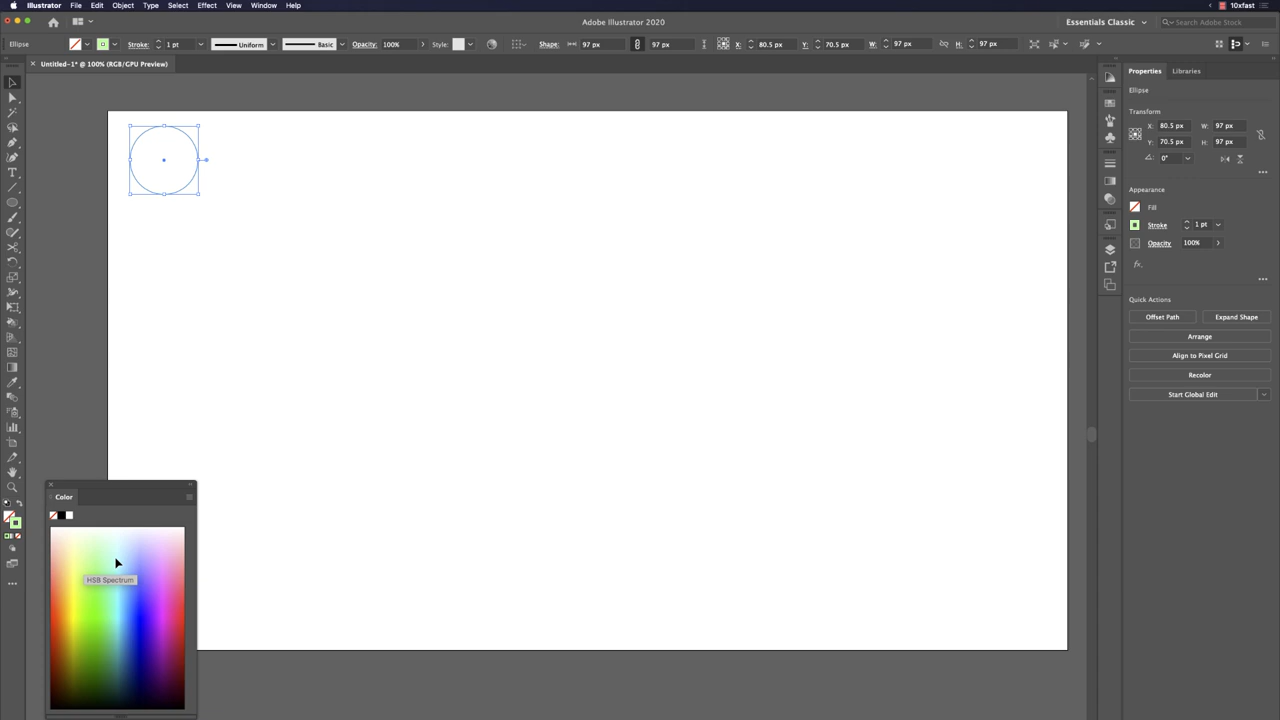 Illustrator File Edit Object Type Select Effect View Window Help 10xfast
Adobe Illustrator 2020 Essentials Classic Search Adobe Stock
Ellipse Stroke: 1 pt Uniform Basic Opacity: 100% Style: Shape: 97 px 97 px X: 80.5 px Y: 70.5 px W: 97 px H: 97 px
Untitled-1* @ 100% (RGB/GPU Preview)
Properties Libraries
Ellipse
Transform
X: 80.5 px W: 97 px
Y: 70.5 px H: 97 px
0°
Appearance
Fill
Stroke 1 pt
Opacity 100%
fx.
Quick Actions
Offset Path Expand Shape
Arrange
Align to Pixel Grid
Recolor
Start Global Edit
Color
HSB Spectrum